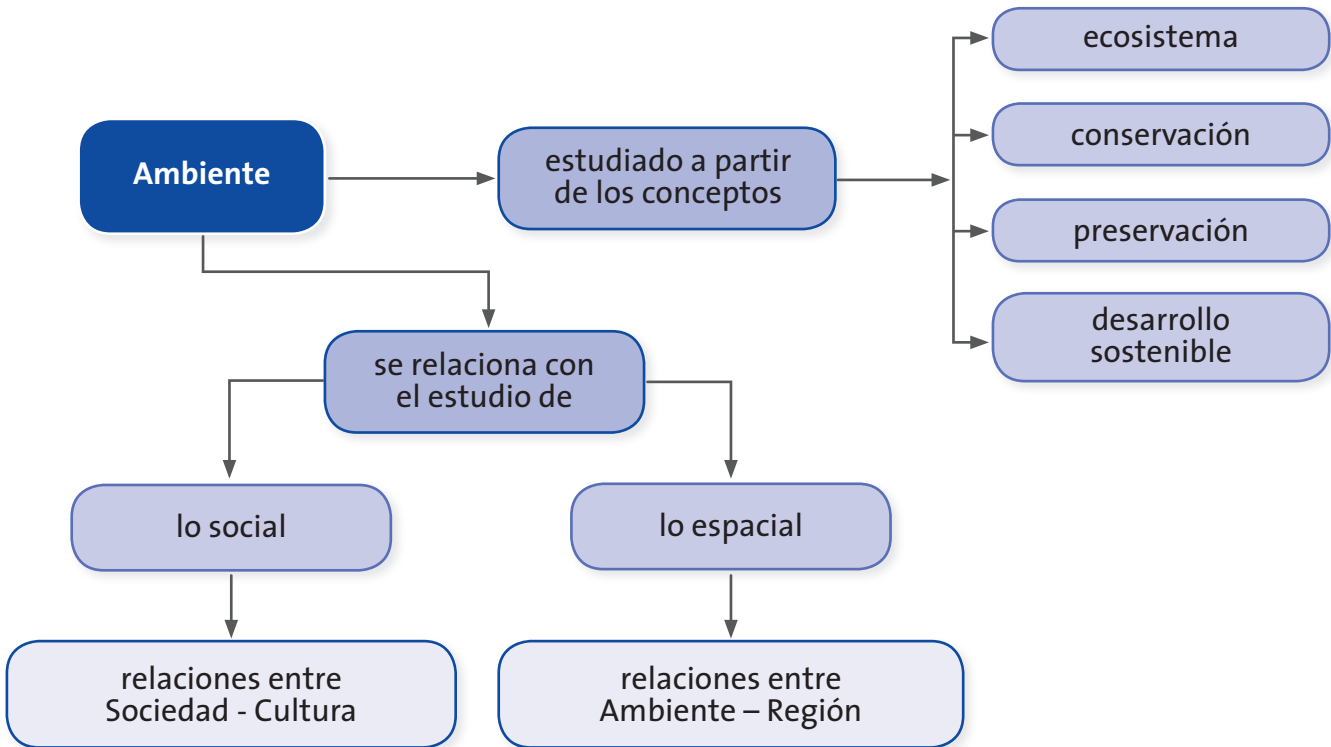 Ambiente
estudiado a partir
de los conceptos
ecosistema
conservación
preservación
desarrollo
sostenible
se relaciona con
el estudio de
lo social
lo espacial
relaciones entre
Sociedad - Cultura
relaciones entre
Ambiente – Región